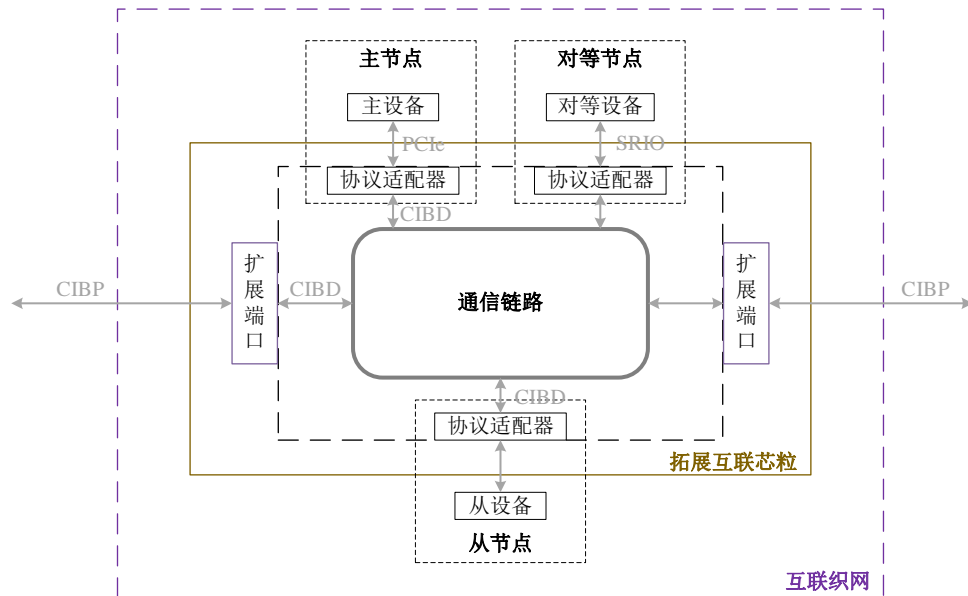 主节点
对等节点
主设备
对等设备
PCIe
SRIO
协议适配器
协议适配器
CIBD
扩
展
端
口
CIBP
CIBD
通信链路
扩
展
端
口
CIBP
CIBD
协议适配器
拓展互联芯粒
从设备
从节点
互联织网